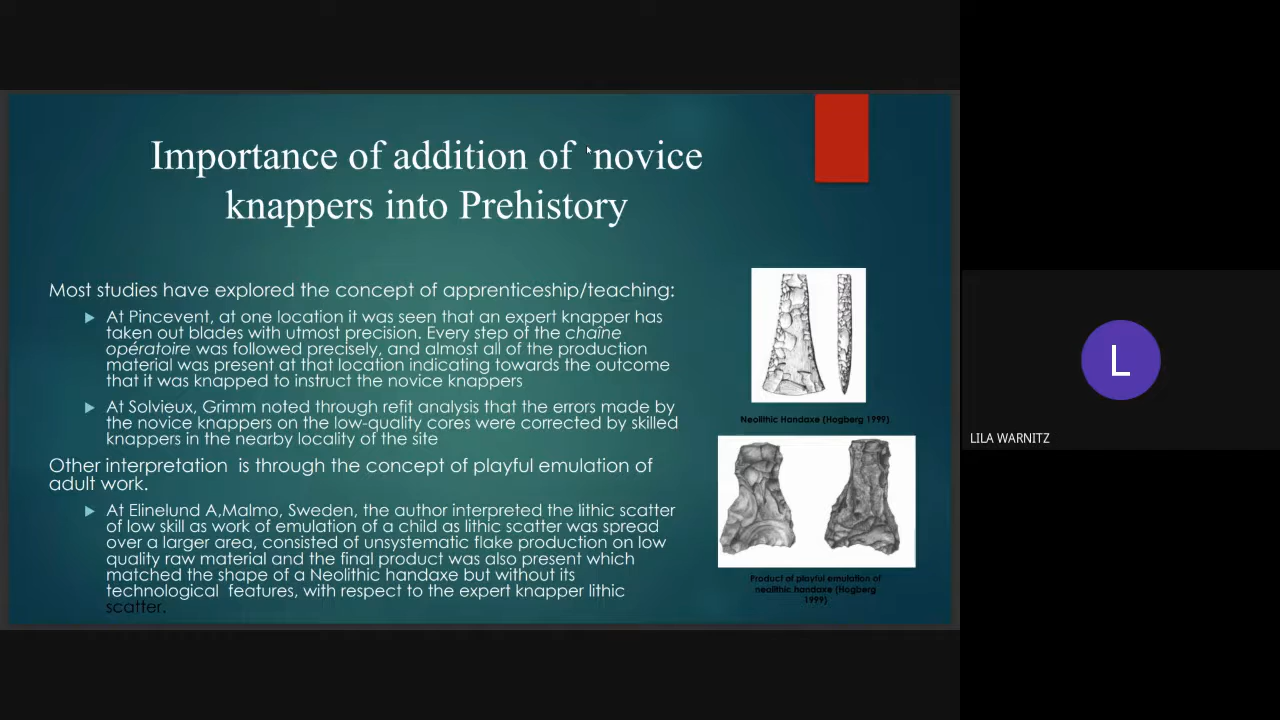 Importance of addition of 'novice
knappers into Prehistory
Most studies have explored the concept of apprenticeship/teaching:
At Pincevent, at one location it was seen that an expert knapper has
taken out blades with utmost precision. Every step of the chaîne
opératoire was followed precisely, and almost all of the production
material was present at that location indicating towards the outcome
that it was knapped to instruct the novice knappers
At Solvieux, Grimm noted through refit analysis that the errors made by
the novice knappers on the low-quality cores were corrected by skilled
knappers in the nearby locality of the site
Other interpretation is through the concept of playful emulation of
adult work.
At Elinelund A,Malmo, Sweden, the author interpreted the lithic scatter
of low skill as work of emulation of a child as lithic scatter was spread
over a larger area, consisted of unsystematic flake production on low
quality raw material and the final product was also present which
matched the shape of a Neolithic handaxe but without its
technological features, with respect to the expert knapper lithic
scatter.
Neolithic Handaxe (Hogberg 1999)
Product of playful emulation of
neolithic handaxe (Hogberg
1999)
L
LILA WARNITZ